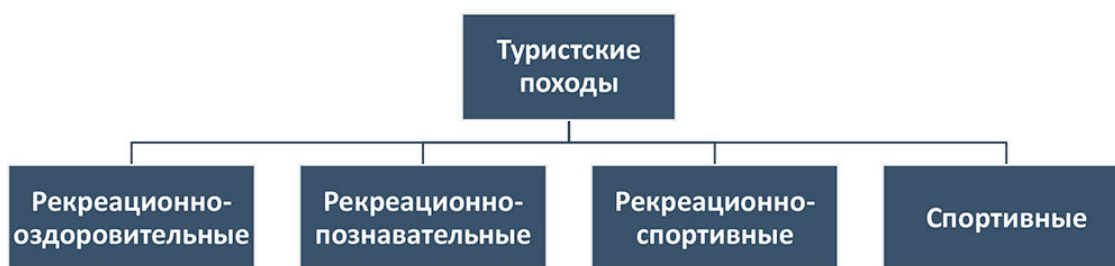 Туристские
походы
Рекреационно-
оздоровительные
Рекреационно-
познавательные
Рекреационно-
спортивные
Спортивные